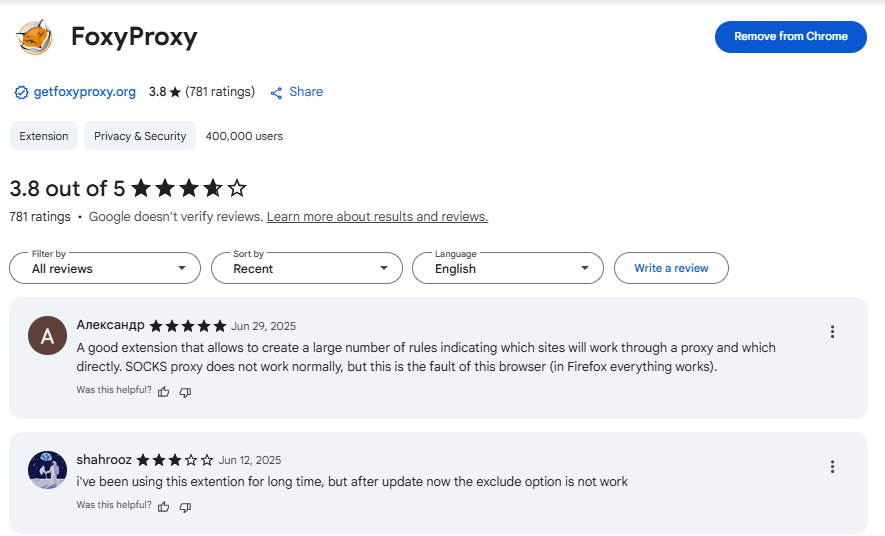 FoxyProxy
Remove from Chrome
getfoxyproxy.org 3.8 ★ (781 ratings) Share
Extension Privacy & Security 400,000 users
3.8 out of 5
781 ratings • Google doesn't verify reviews. Learn more about results and reviews.
Filter by Sort by Language
All reviews Recent English Write a review
A
Александр Jun 29, 2025
A good extension that allows to create a large number of rules indicating which sites will work through a proxy and which
directly. SOCKS proxy does not work normally, but this is the fault of this browser (in Firefox everything works).
Was this helpful?
shahrooz Jun 12, 2025
i've been using this extention for long time, but after update now the exclude option is not work
Was this helpful?